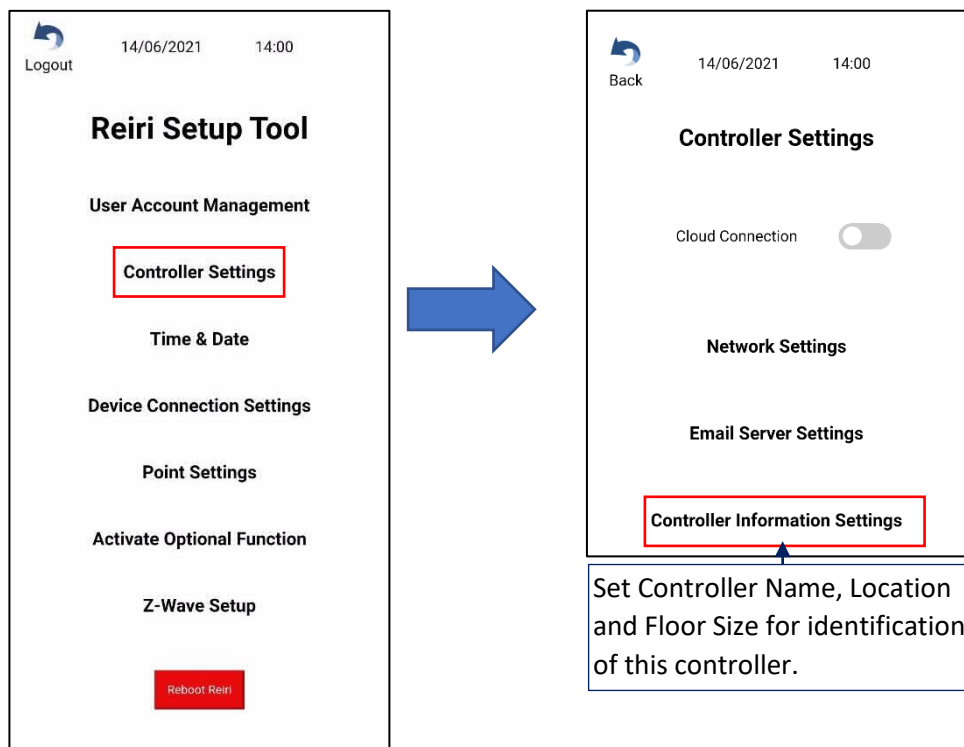 14/06/2021 14:00
Logout
Reiri Setup Tool
User Account Management
Controller Settings
Time & Date
Device Connection Settings
Point Settings
Activate Optional Function
Z-Wave Setup
Reboot Reiri
14/06/2021 14:00
Back
Controller Settings
Cloud Connection
Network Settings
Email Server Settings
Controller Information Settings
Set Controller Name, Location
and Floor Size for identification
of this controller.